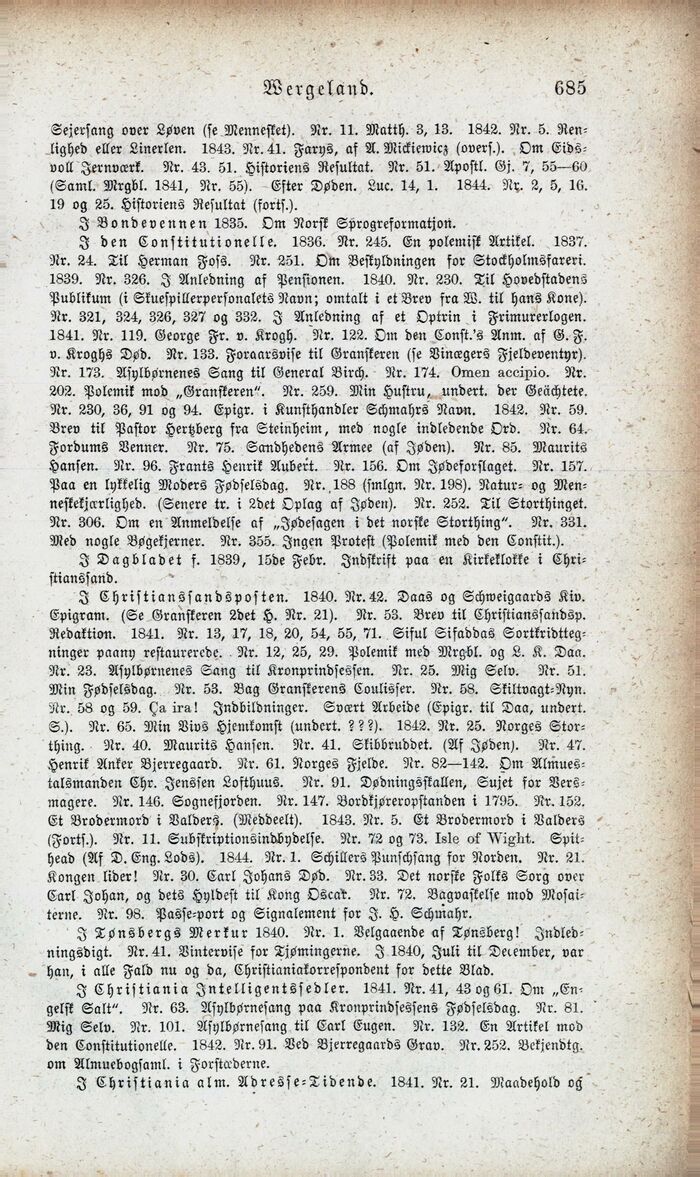 Wergeland. 685
Sejersang over Løven (se Mennesket). Nr. 11. Matth. 3, 13. 1842. Nr. 5. Ren-
lighed eller Linerlen. 1843. Nr. 41. Farys, af A. Mickiewicz (overs.). Om Eids-
voll Jernværk. Nr. 43. 51. Historiens Resultat. Nr. 51. Apostl. Gj. 7, 55—60
(Saml. Mrgbl. 1841, Nr. 55). Efter Døden. Luc. 14, 1. 1844. Nr. 2, 5, 16.
19 og 25. Historiens Resultat (forts.).
I Bondevennen 1835. Om Norsk Sprogreformatjon.
I den Constitutionelle. 1836. Nr. 245. En polemisk Artikel. 1837.
Nr. 24. Til Herman Foss. Nr. 251. Om Beskyldningen for Stockholmsfareri.
1839. Nr. 326. I Anledning af Pensionen. 1840. Nr. 230. Til Hovedstadens
Publikum (i Skuespillerpersonalets Navn; omtalt i et Brev fra W. til hans Kone).
Nr. 321, 324, 326, 327 og 332. I Anledning af et Optrin i Frimurerlogen.
1841. Nr. 119. George Fr. v. Krogh. Nr. 122. Om den Const.'s Anm. af G. F.
v. Kroghs Død. Nr. 133. Foraarsvise til Granskeren (se Vinægers Fjeldeventyr).
Nr. 173. Asylbørnenes Sang til General Birch. Nr. 174. Omen accipio. Nr.
202. Polemik mod „Granskeren“. Nr. 259. Min Hustru, undert. der Geächtete.
Nr. 230, 36, 91 og 94. Epigr. i Kunsthandler Schmahrs Navn. 1842. Nr. 59.
Brev til Pastor Hertzberg fra Steinheim, med nogle indledende Ord. Nr. 64.
Fordums Venner. Nr. 75. Sandhedens Armee (af Jøden). Nr. 85. Maurits
Hansen. Nr. 96. Frants Henrik Aubert. Nr. 156. Om Jødeforslaget. Nr. 157.
Paa en lykkelig Moders Fødselsdag. Nr. 188 (smlgn. Nr. 198). Natur- og Men-
neskekjærlighed. (Senere tr. i 2det Oplag af Jøden). Nr. 252. Til Storthinget.
Nr. 306. Om en Anmeldelse af „Jødesagen i det norske Storthing“. Nr. 331.
Med nogle Bøgekjerner. Nr. 355. Ingen Protest (Polemik med den Constit.).
I Dagbladet f. 1839, 15de Febr. Indskrift paa en Kirkeklokke i Chri-
stianssand.
I Christianssandsposten. 1840. Nr. 42. Daas og Schweigaards Kiv.
Epigram. (Se Granskeren 2det H. Nr. 21). Nr. 53. Brev til Christianssandsp.
Redaktion. 1841. Nr. 13, 17, 18, 20, 54, 55, 71. Siful Sifaddas Sortkridtteg-
ninger paany restaurerede. Nr. 12, 25, 29. Polemik med Mrgbl. og L. K. Daa.
Nr. 23. Asylbørnenes Sang til Kronprindsessen. Nr. 25. Mig Selv. Nr. 51.
Min Fødselsdag. Nr. 53. Bag Granskerens Coulisser. Nr. 58. Skiltvagt-Nyn.
Nr. 58 og 59. Ça ira! Indbildninger. Svært Arbeide (Epigr. til Daa, undert.
S.). Nr. 65. Min Vivs Hjemkomst (undert. ???). 1842. Nr. 25. Norges Stor-
thing. Nr. 40. Maurits Hansen. Nr. 41. Skibbruddet. (Af Jøden). Nr. 47.
Henrik Anker Bjerregaard. Nr. 61. Norges Fjelde. Nr. 82—142. Om Almues-
talsmanden Chr. Jenssen Lofthuus. Nr. 91. Dødningskallen, Sujet for Vers-
magere. Nr. 146. Sognefjorden. Nr. 147. Bordkjøreropstanden i 1795. Nr. 152.
Et Brodermord i Valders. (Meddeelt). 1843. Nr. 5. Et Brodermord i Valders
(Forts.). Nr. 11. Subskriptionsindbydelse. Nr. 72 og 73. Isle of Wight. Spit-
head (Af D. Eng. Lods). 1844. Nr. 1. Schillers Punschsang for Norden. Nr. 21.
Kongen lider! Nr. 30. Carl Johans Død. Nr. 33. Det norske Folks Sorg over
Carl Johan, og dets Hyldest til Kong Oscar. Nr. 72. Bagvaskelse mod Mosai-
terne. Nr. 98. Passe-port og Signalement for J. H. Schmahr.
I Tønsbergs Merkur 1840. Nr. 1. Velgaaende af Tønsberg! Indled-
ningsdigt. Nr. 41. Vintervise for Tjømingerne. I 1840, Juli til December, var
han, i alle Fald nu og da, Christianiakorrespondent for dette Blad.
I Christiania Intelligentssedler. 1841. Nr. 41, 43 og 61. Om „En-
gelsk Salt“. Nr. 63. Asylbørnesang paa Kronprindsessens Fødselsdag. Nr. 81.
Mig Selv. Nr. 101. Asylbørnesang til Carl Eugen. Nr. 132. En Artikel mod
den Constitutionelle. 1842. Nr. 91. Ved Bjerregaards Grav. Nr. 252. Bekjendtg.
om Almuebogsaml. i Forstæderne.
I Christiania alm. Adresse-Tidende. 1841. Nr. 21. Maadehold og